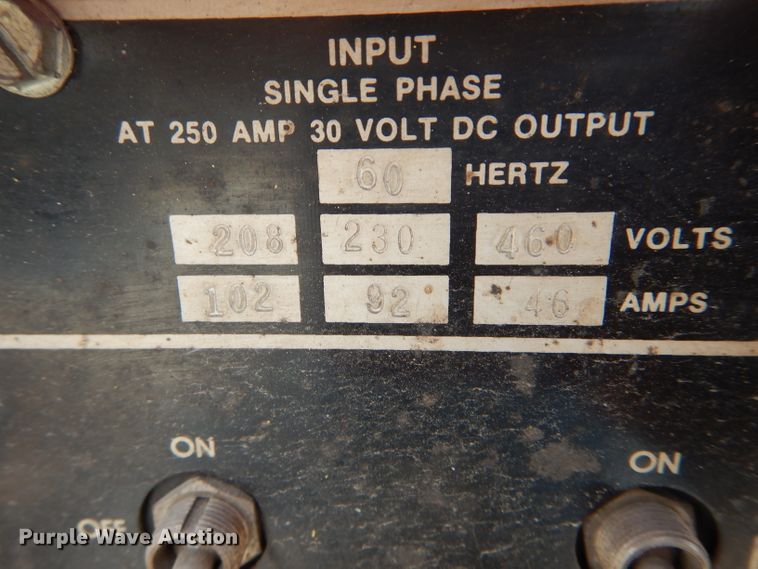 INPUT
SINGLE PHASE
AT 250 AMP 30 VOLT DC OUTPUT
60 HERTZ
208 230 460 VOLTS
102 92 46 AMPS
ON ON
OFF
Purple Wave Auction